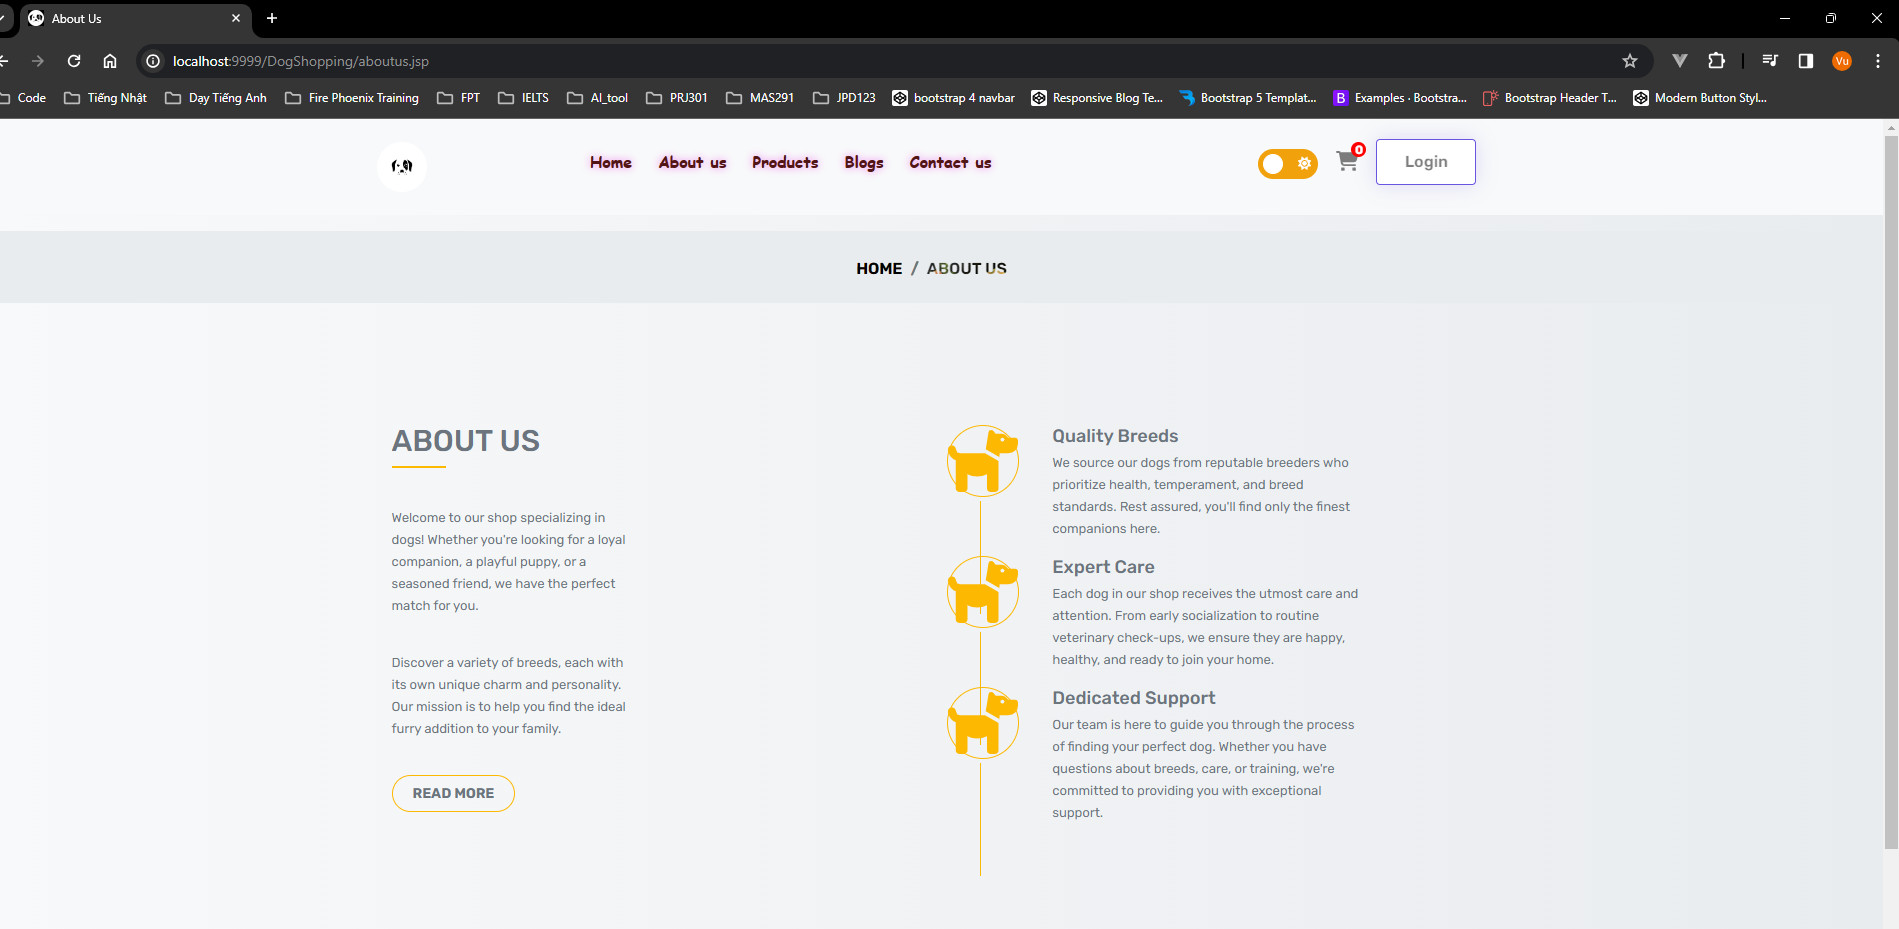 About Us
localhost:9999/DogShopping/aboutus.jsp
Vu
Code Tiếng Nhật Dạy Tiếng Anh Fire Phoenix Training FPT IELTS AI_tool PRJ301 MAS291 JPD123 bootstrap 4 navbar Responsive Blog Te... Bootstrap 5 Templat... B Examples · Bootstra... Bootstrap Header T... Modern Button Styl...
Home About us Products Blogs Contact us 0 Login
HOME / ABOUT US
ABOUT US
Welcome to our shop specializing in
dogs! Whether you're looking for a loyal
companion, a playful puppy, or a
seasoned friend, we have the perfect
match for you.
Discover a variety of breeds, each with
its own unique charm and personality.
Our mission is to help you find the ideal
furry addition to your family.
READ MORE
Quality Breeds
We source our dogs from reputable breeders who
prioritize health, temperament, and breed
standards. Rest assured, you'll find only the finest
companions here.
Expert Care
Each dog in our shop receives the utmost care and
attention. From early socialization to routine
veterinary check-ups, we ensure they are happy,
healthy, and ready to join your home.
Dedicated Support
Our team is here to guide you through the process
of finding your perfect dog. Whether you have
questions about breeds, care, or training, we're
committed to providing you with exceptional
support.